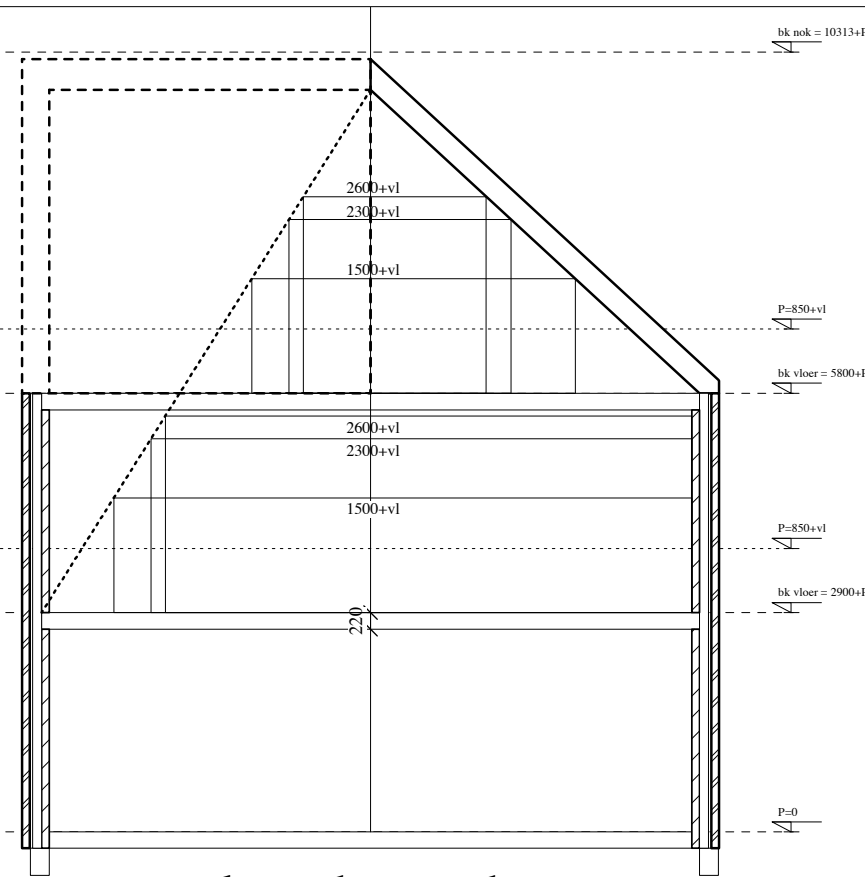 bk nok = 10313+P
2600+vl
2300+vl
1500+vl
P=850+vl
bk vloer = 5800+P
2600+vl
2300+vl
1500+vl
P=850+vl
bk vloer = 2900+P
220
P=0